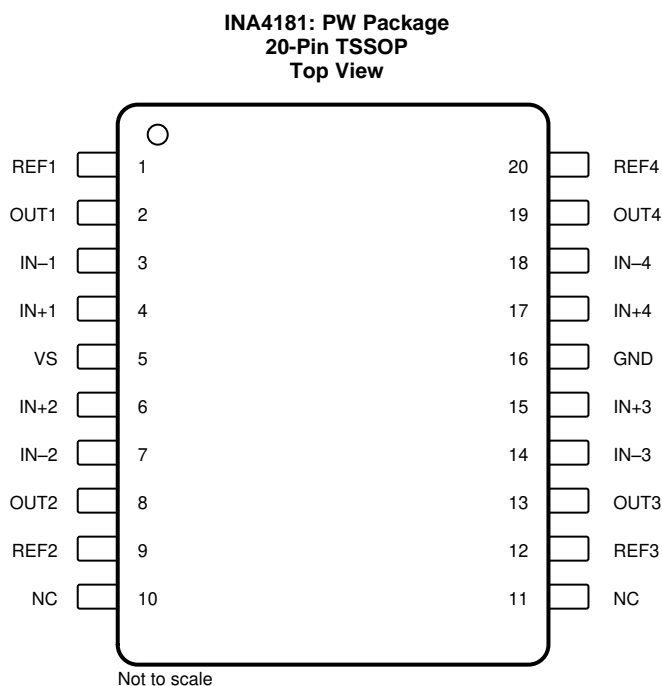 INA4181: PW Package
20-Pin TSSOP
Top View
REF1 1 20 REF4
OUT1 2 19 OUT4
IN–1 3 18 IN–4
IN+1 4 17 IN+4
VS 5 16 GND
IN+2 6 15 IN+3
IN–2 7 14 IN–3
OUT2 8 13 OUT3
REF2 9 12 REF3
NC 10 11 NC
Not to scale